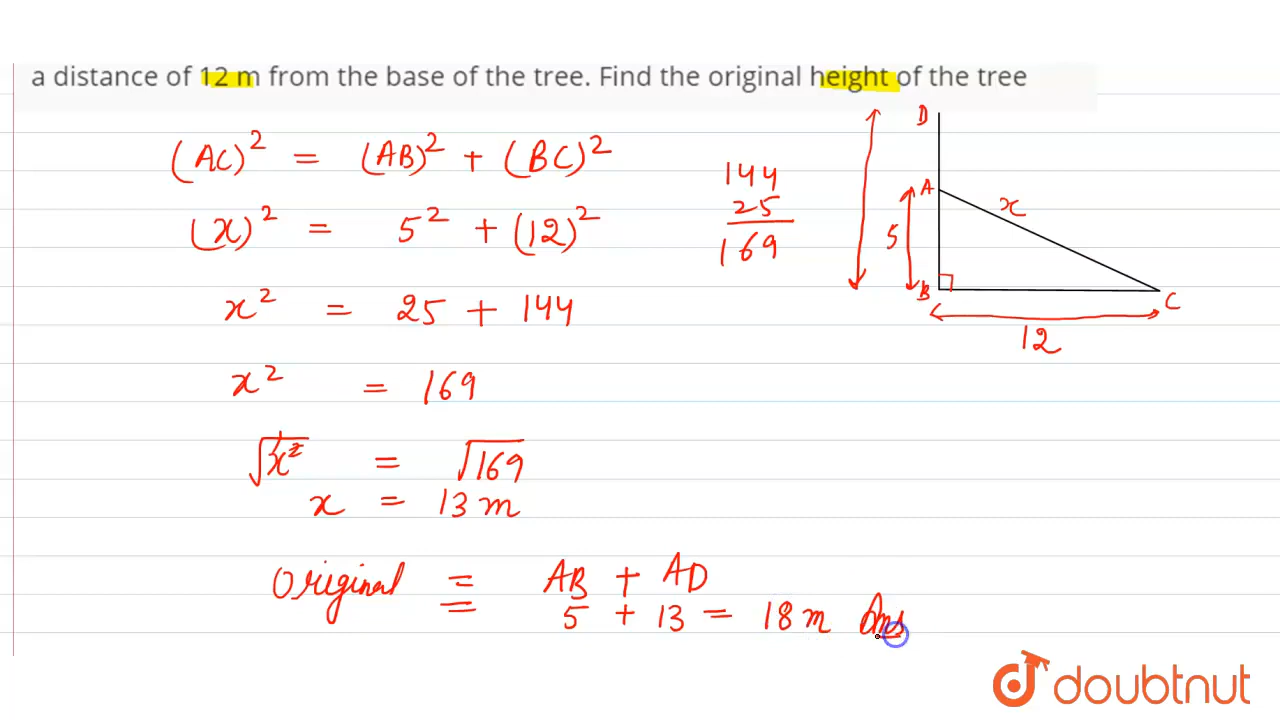 a distance of 12 m from the base of the tree. Find the original height of the tree
(AC)² = (AB)² + (BC)²
(x)² = 5² + (12)²
x² = 25 + 144
x² = 169
√x² = √169
x = 13 m
Original = AB + AD
= 5 + 13 = 18 m Ans
144
25
169
D
A
x
5
B
C
12
doubtnut